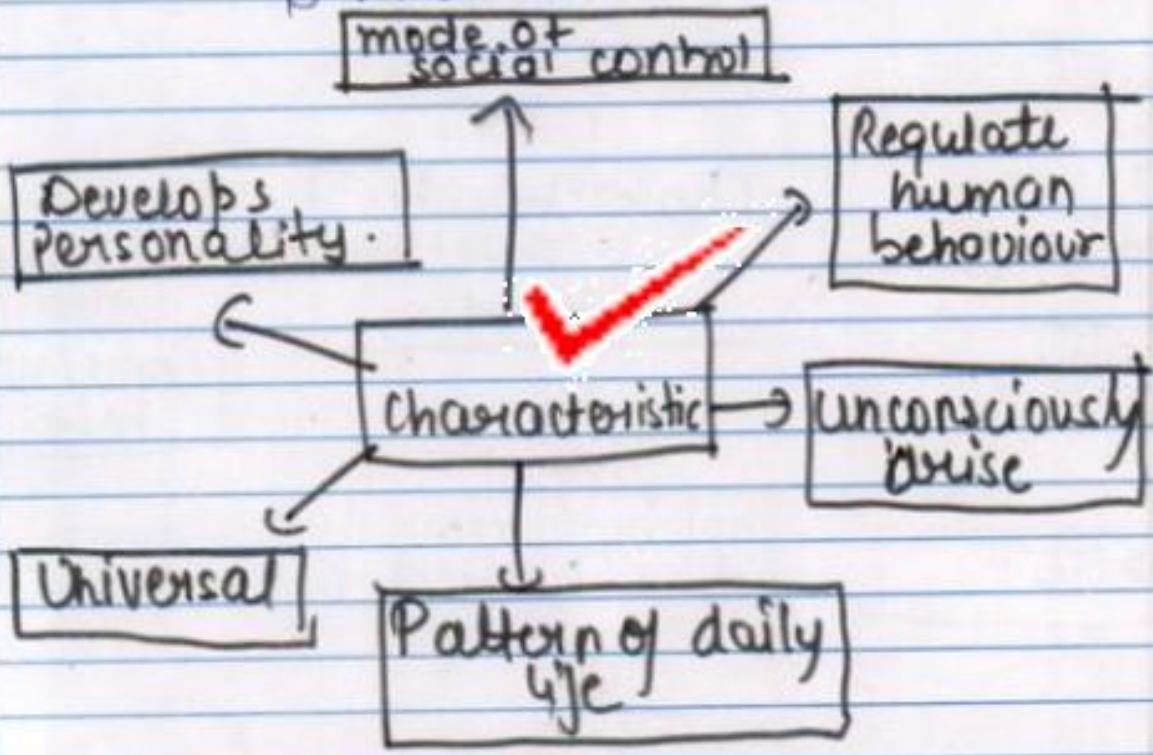 mode of
social control
Regulate
human
behaviour
Develops
Personality.
Characteristic
unconsciously
arise
Universal
Pattern of daily
life